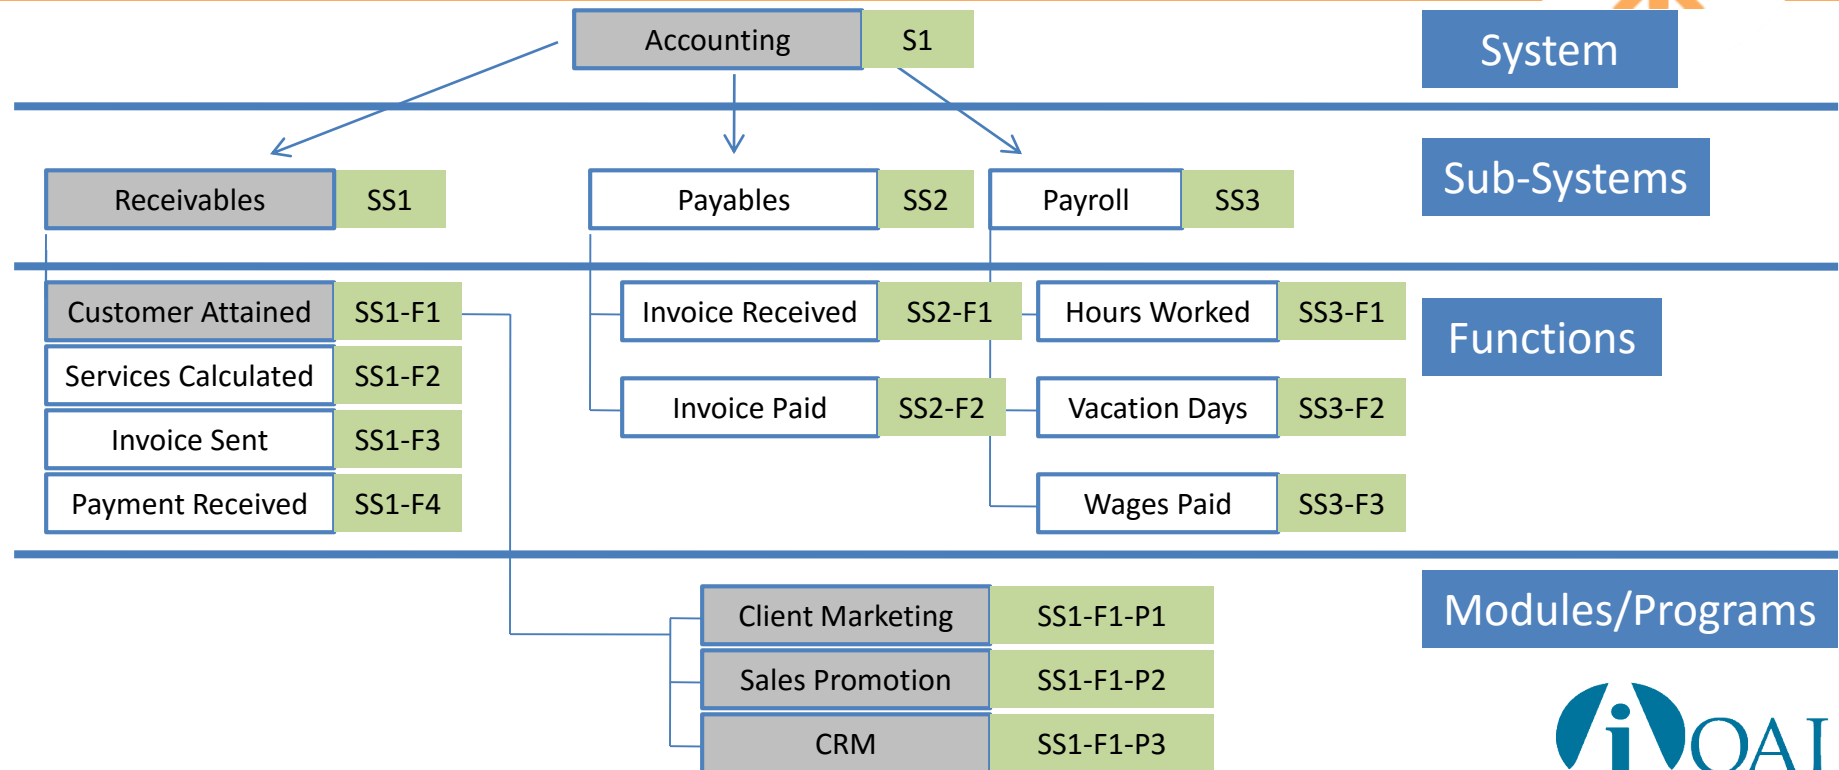 Accounting S1
System
Receivables SS1
Payables SS2
Payroll SS3
Sub-Systems
Customer Attained SS1-F1
Services Calculated SS1-F2
Invoice Sent SS1-F3
Payment Received SS1-F4
Invoice Received SS2-F1
Invoice Paid SS2-F2
Hours Worked SS3-F1
Vacation Days SS3-F2
Wages Paid SS3-F3
Functions
Client Marketing SS1-F1-P1
Sales Promotion SS1-F1-P2
CRM SS1-F1-P3
Modules/Programs